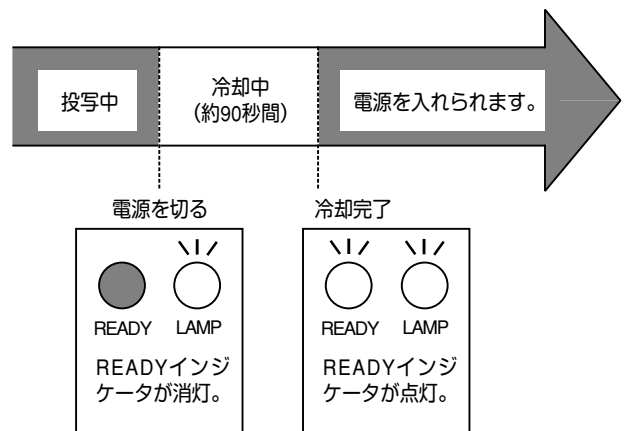 投写中
冷却中
(約90秒間)
電源を入れられます。
電源を切る
冷却完了
READY LAMP
READYインジ
ケータが消灯。
READY LAMP
READYインジ
ケータが点灯。